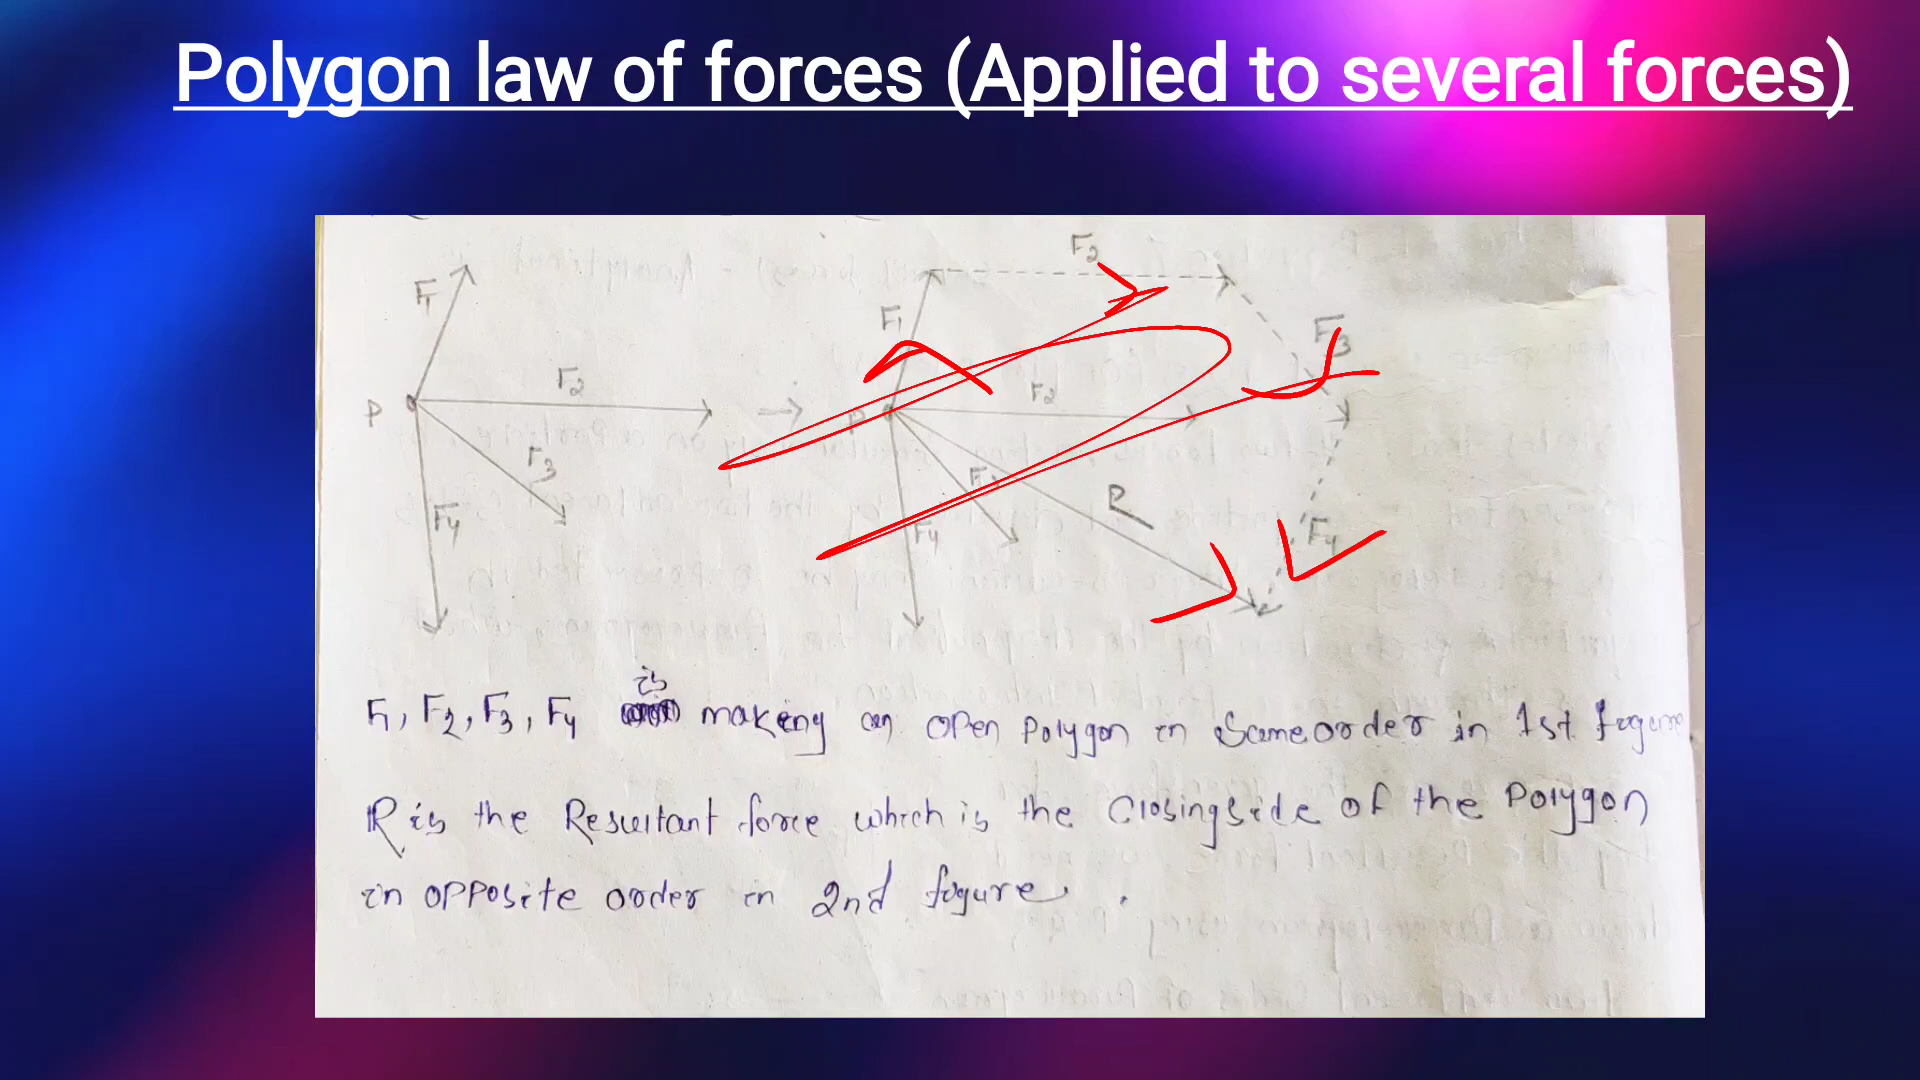 Polygon law of forces (Applied to several forces)
F2
F1
F1
F3
F2
F2
P
P
F3
F
R
F4
F4
F4
is
F1, F2, F3, F4 making an open polygon in same order in 1st figure.
R is the Resultant force which is the closing side of the polygon
in opposite order in 2nd figure.